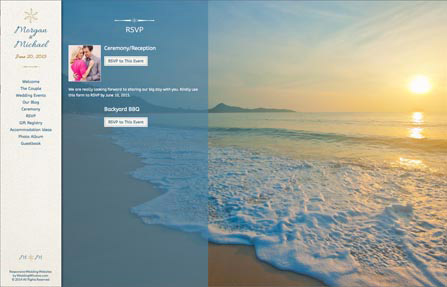 Morgan
&
Michael
June 20, 2015
Welcome
The Couple
Wedding Events
Our Blog
Ceremony
RSVP
Gift Registry
Accommodation Ideas
Photo Album
Guestbook
M M
Responsive Wedding Websites
by WeddingWindow.com
© 2014 All Rights Reserved
RSVP
Ceremony/Reception
RSVP to This Event
We are really looking forward to sharing our big day with you. Kindly use
this form to RSVP by June 10, 2015.
Backyard BBQ
RSVP to This Event